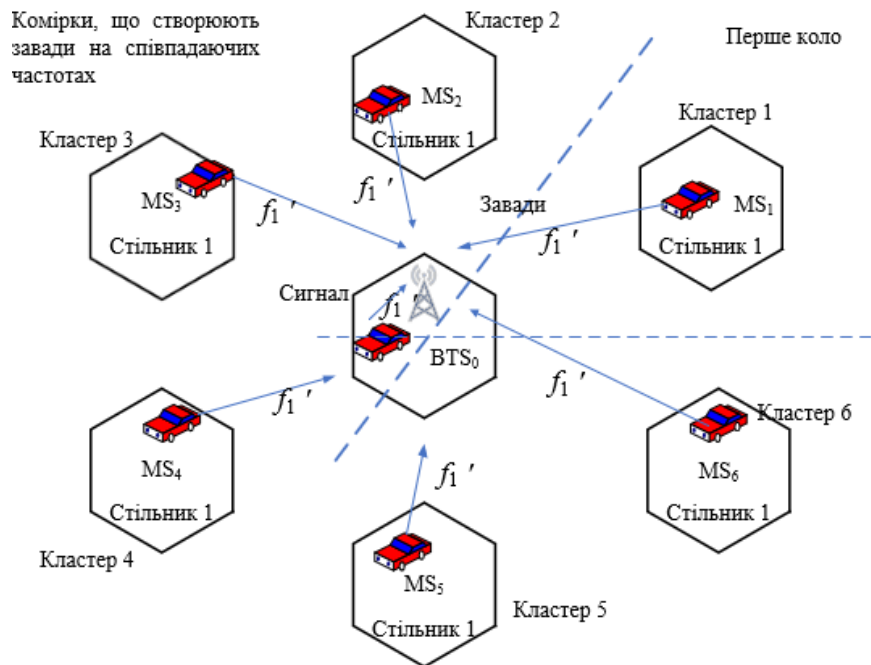 Комірки, що створюють
завади на співпадаючих
частотах
Кластер 2
Перше коло
MS₂
Стільник 1
Кластер 1
Кластер 3
MS₃
Стільник 1
f₁ '
f₁ '
Завади
f₁ '
MS₁
Стільник 1
Сигнал
f₁ '
BTS₀
f₁ '
MS₄
Стільник 1
Кластер 4
f₁ '
Кластер 6
MS₆
Стільник 1
f₁ '
MS₅
Стільник 1
Кластер 5